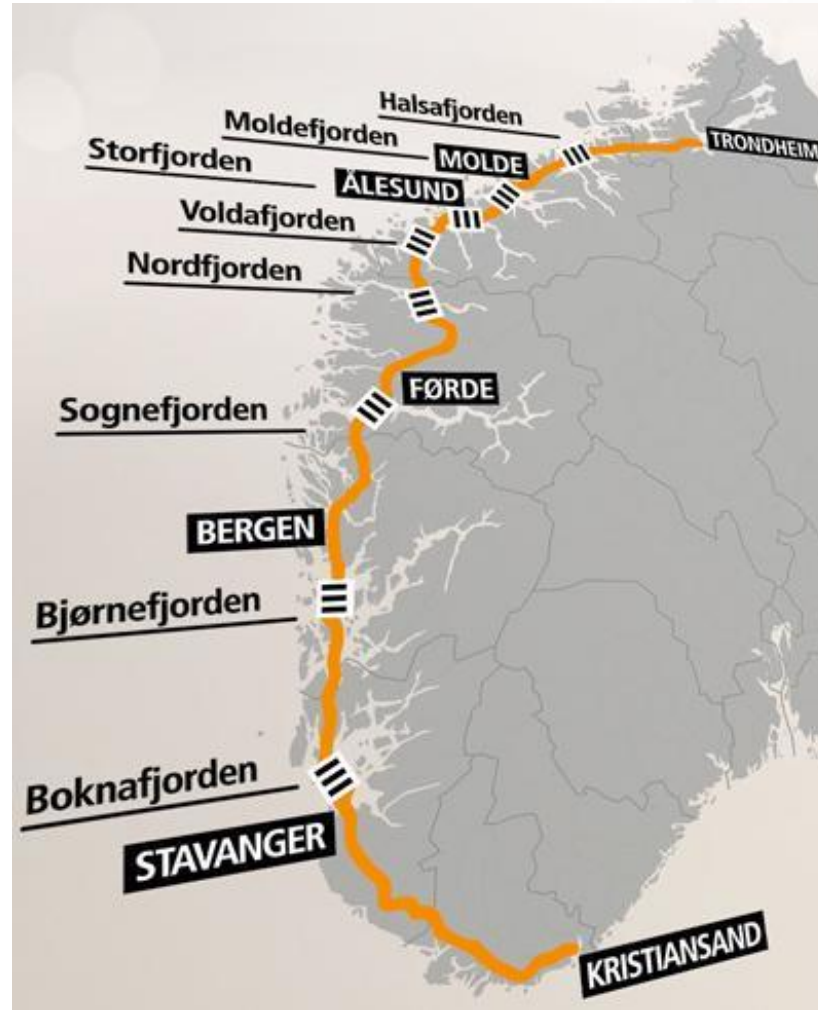 Halsafjorden
Moldefjorden
MOLDE
TRONDHEIM
Storfjorden
ÅLESUND
Voldafjorden
Nordfjorden
FØRDE
Sognefjorden
BERGEN
Bjørnefjorden
Boknafjorden
STAVANGER
KRISTIANSAND